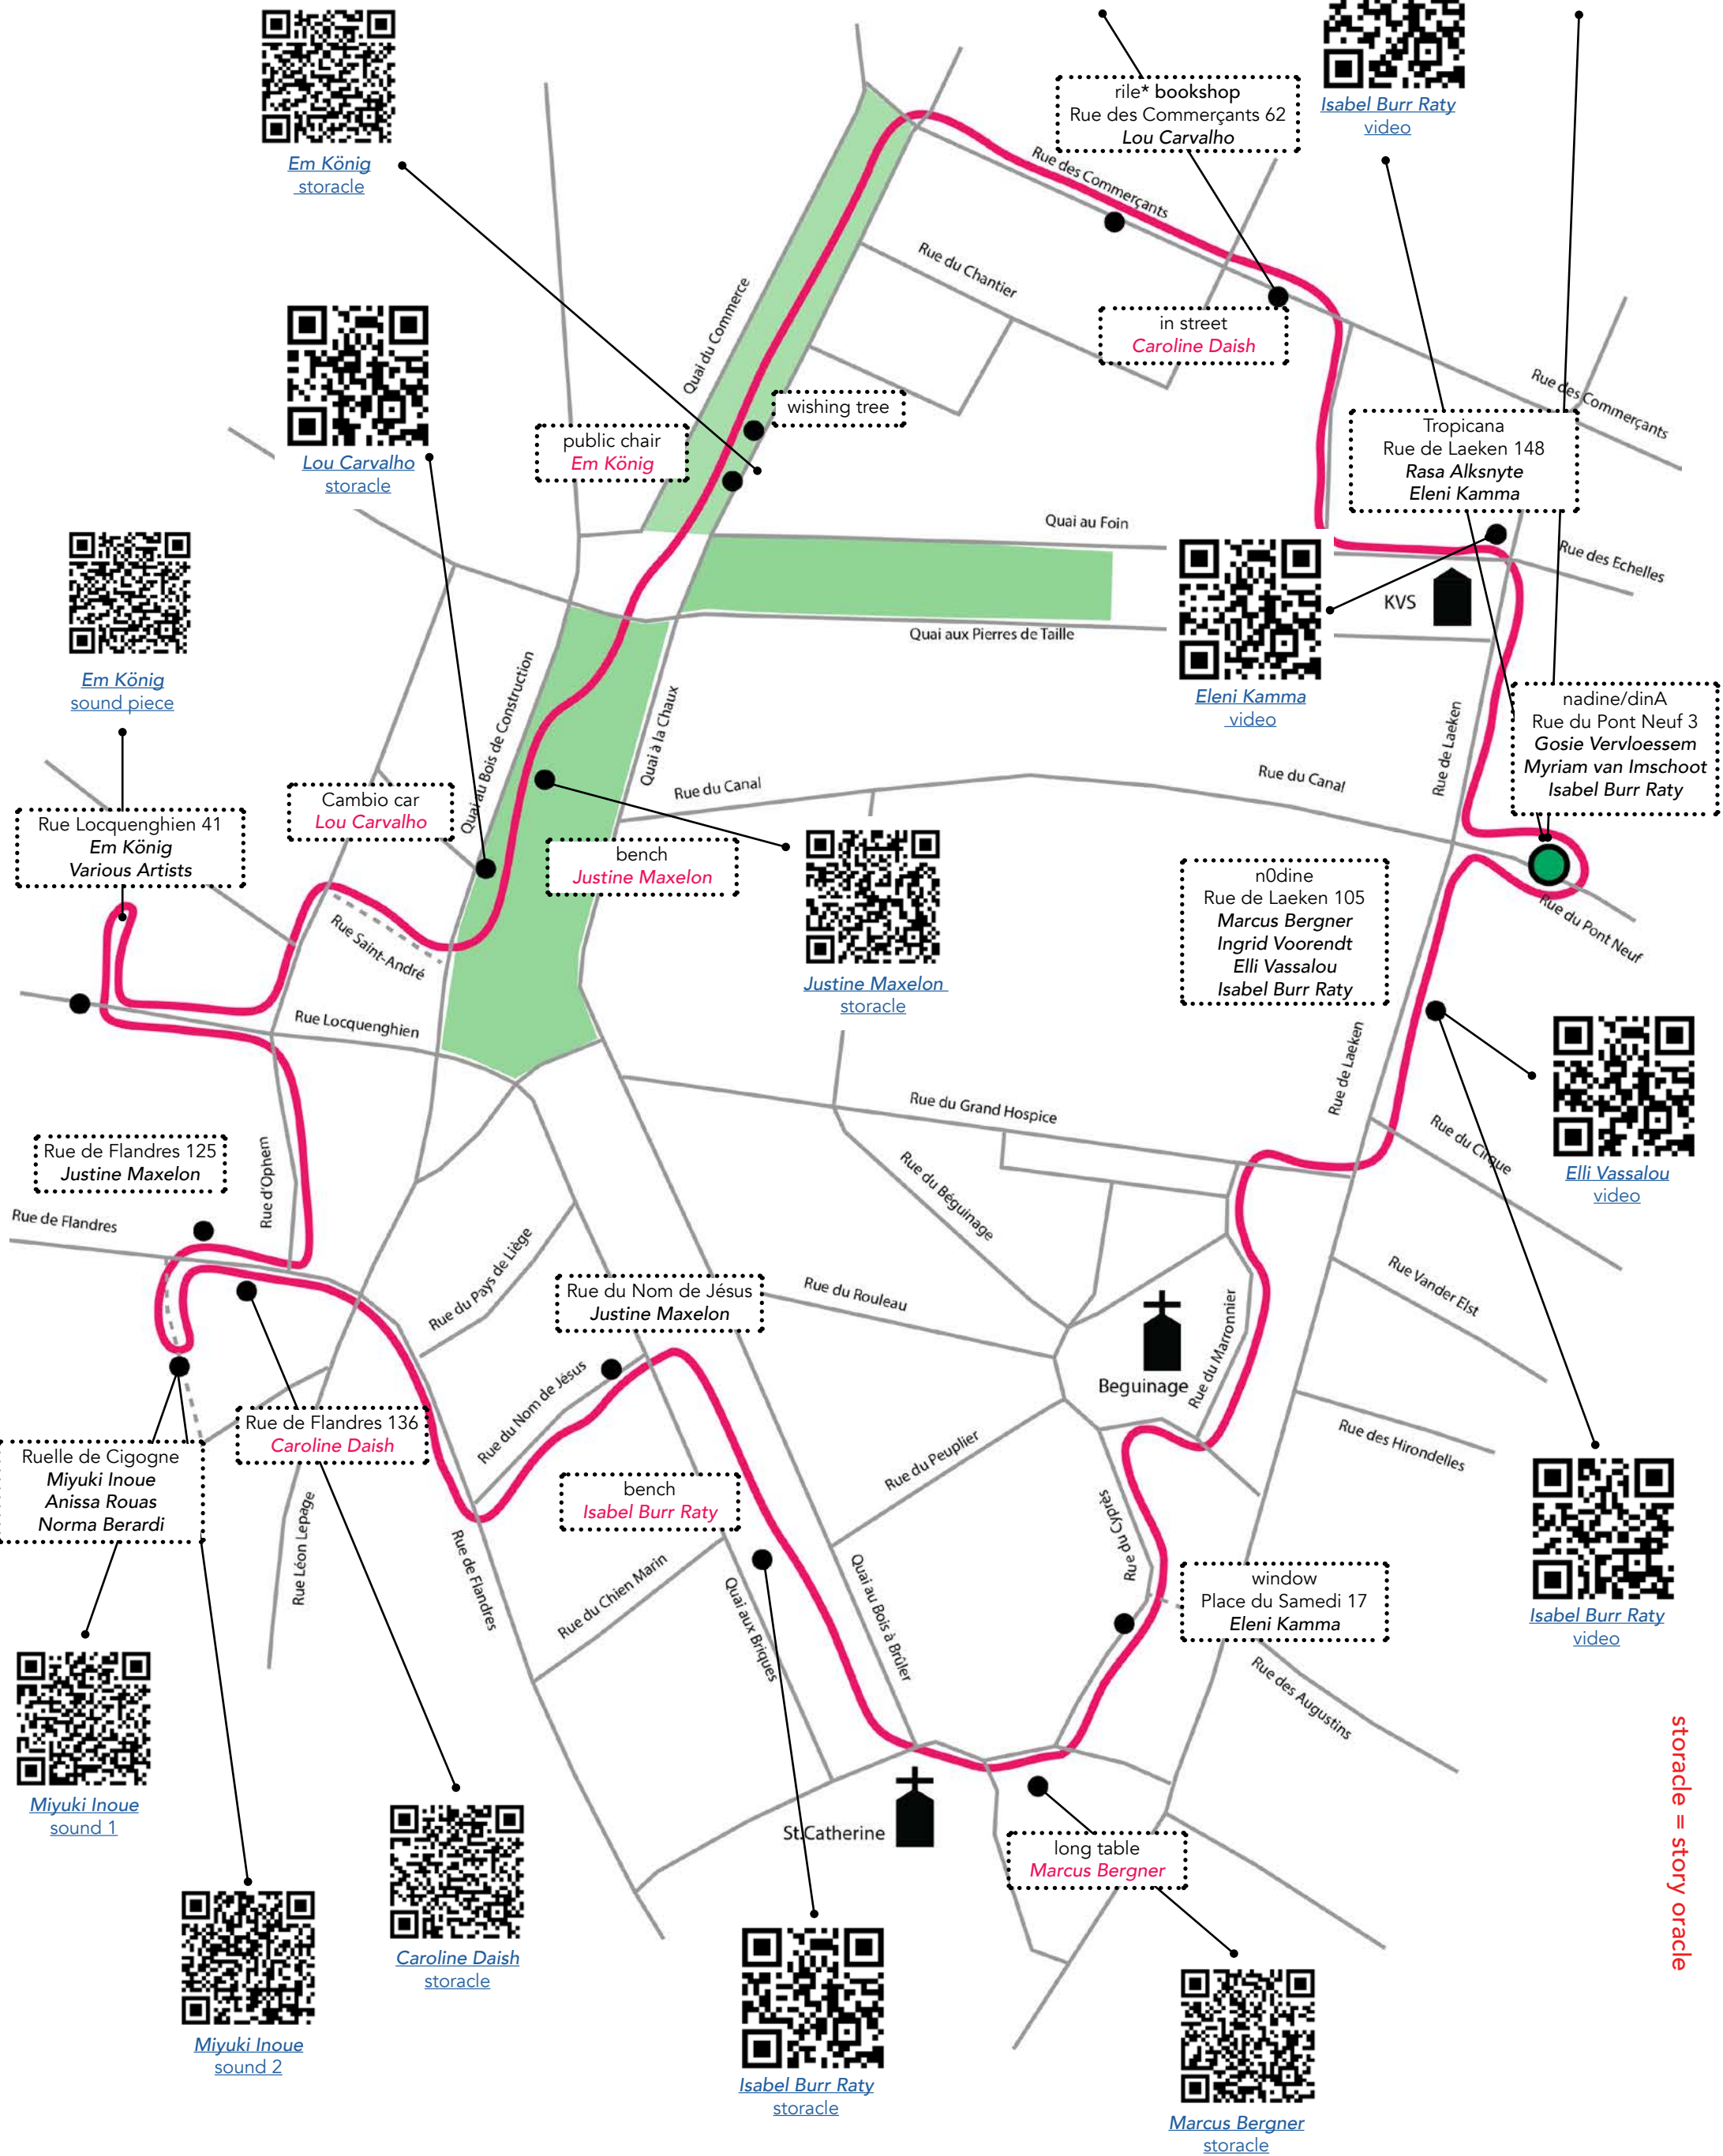 Em König
storacle
rile* bookshop
Rue des Commerçants 62
Lou Carvalho
Isabel Burr Raty
video
Rue des Commerçants
Rue du Chantier
Quai du Commerce
in street
Caroline Daish
Rue des Commerçants
wishing tree
public chair
Em König
Lou Carvalho
storacle
Tropicana
Rue de Laeken 148
Rasa Alksnyte
Eleni Kamma
Quai au Foin
Rue des Echelles
KVS
Quai aux Pierres de Taille
Em König
sound piece
Eleni Kamma
video
nadine/dinA
Rue du Pont Neuf 3
Gosie Vervloessem
Myriam van Imschoot
Isabel Burr Raty
Quai au Bois de Construction
Quai à la Chaux
Rue de Laeken
Rue du Canal
Rue du Canal
Cambio car
Lou Carvalho
Rue Locquenghien 41
Em König
Various Artists
bench
Justine Maxelon
n0dine
Rue de Laeken 105
Marcus Bergner
Ingrid Voorendt
Elli Vassalou
Isabel Burr Raty
Rue du Pont Neuf
Rue Saint-André
Justine Maxelon
storacle
Rue Locquenghien
Rue de Laeken
Rue du Grand Hospice
Rue du Cirque
Rue de Flandres 125
Justine Maxelon
Rue d'Ophem
Rue du Béguinage
Elli Vassalou
video
Rue de Flandres
Rue du Pays de Liège
Rue du Nom de Jésus
Justine Maxelon
Rue du Rouleau
Rue Vander Elst
Rue du Marronnier
Beguinage
Rue du Nom de Jésus
Rue de Flandres 136
Caroline Daish
Ruelle de Cigogne
Miyuki Inoue
Anissa Rouas
Norma Berardi
Rue du Peuplier
Rue des Hirondelles
bench
Isabel Burr Raty
Rue Léon Lepage
Rue de Flandres
Rue du Chien Marin
Quai aux Briques
Quai au Bois à Brûler
Rue du Cyprès
window
Place du Samedi 17
Eleni Kamma
Isabel Burr Raty
video
Rue des Augustins
Miyuki Inoue
sound 1
St.Catherine
long table
Marcus Bergner
storacle = story oracle
Caroline Daish
storacle
Miyuki Inoue
sound 2
Isabel Burr Raty
storacle
Marcus Bergner
storacle